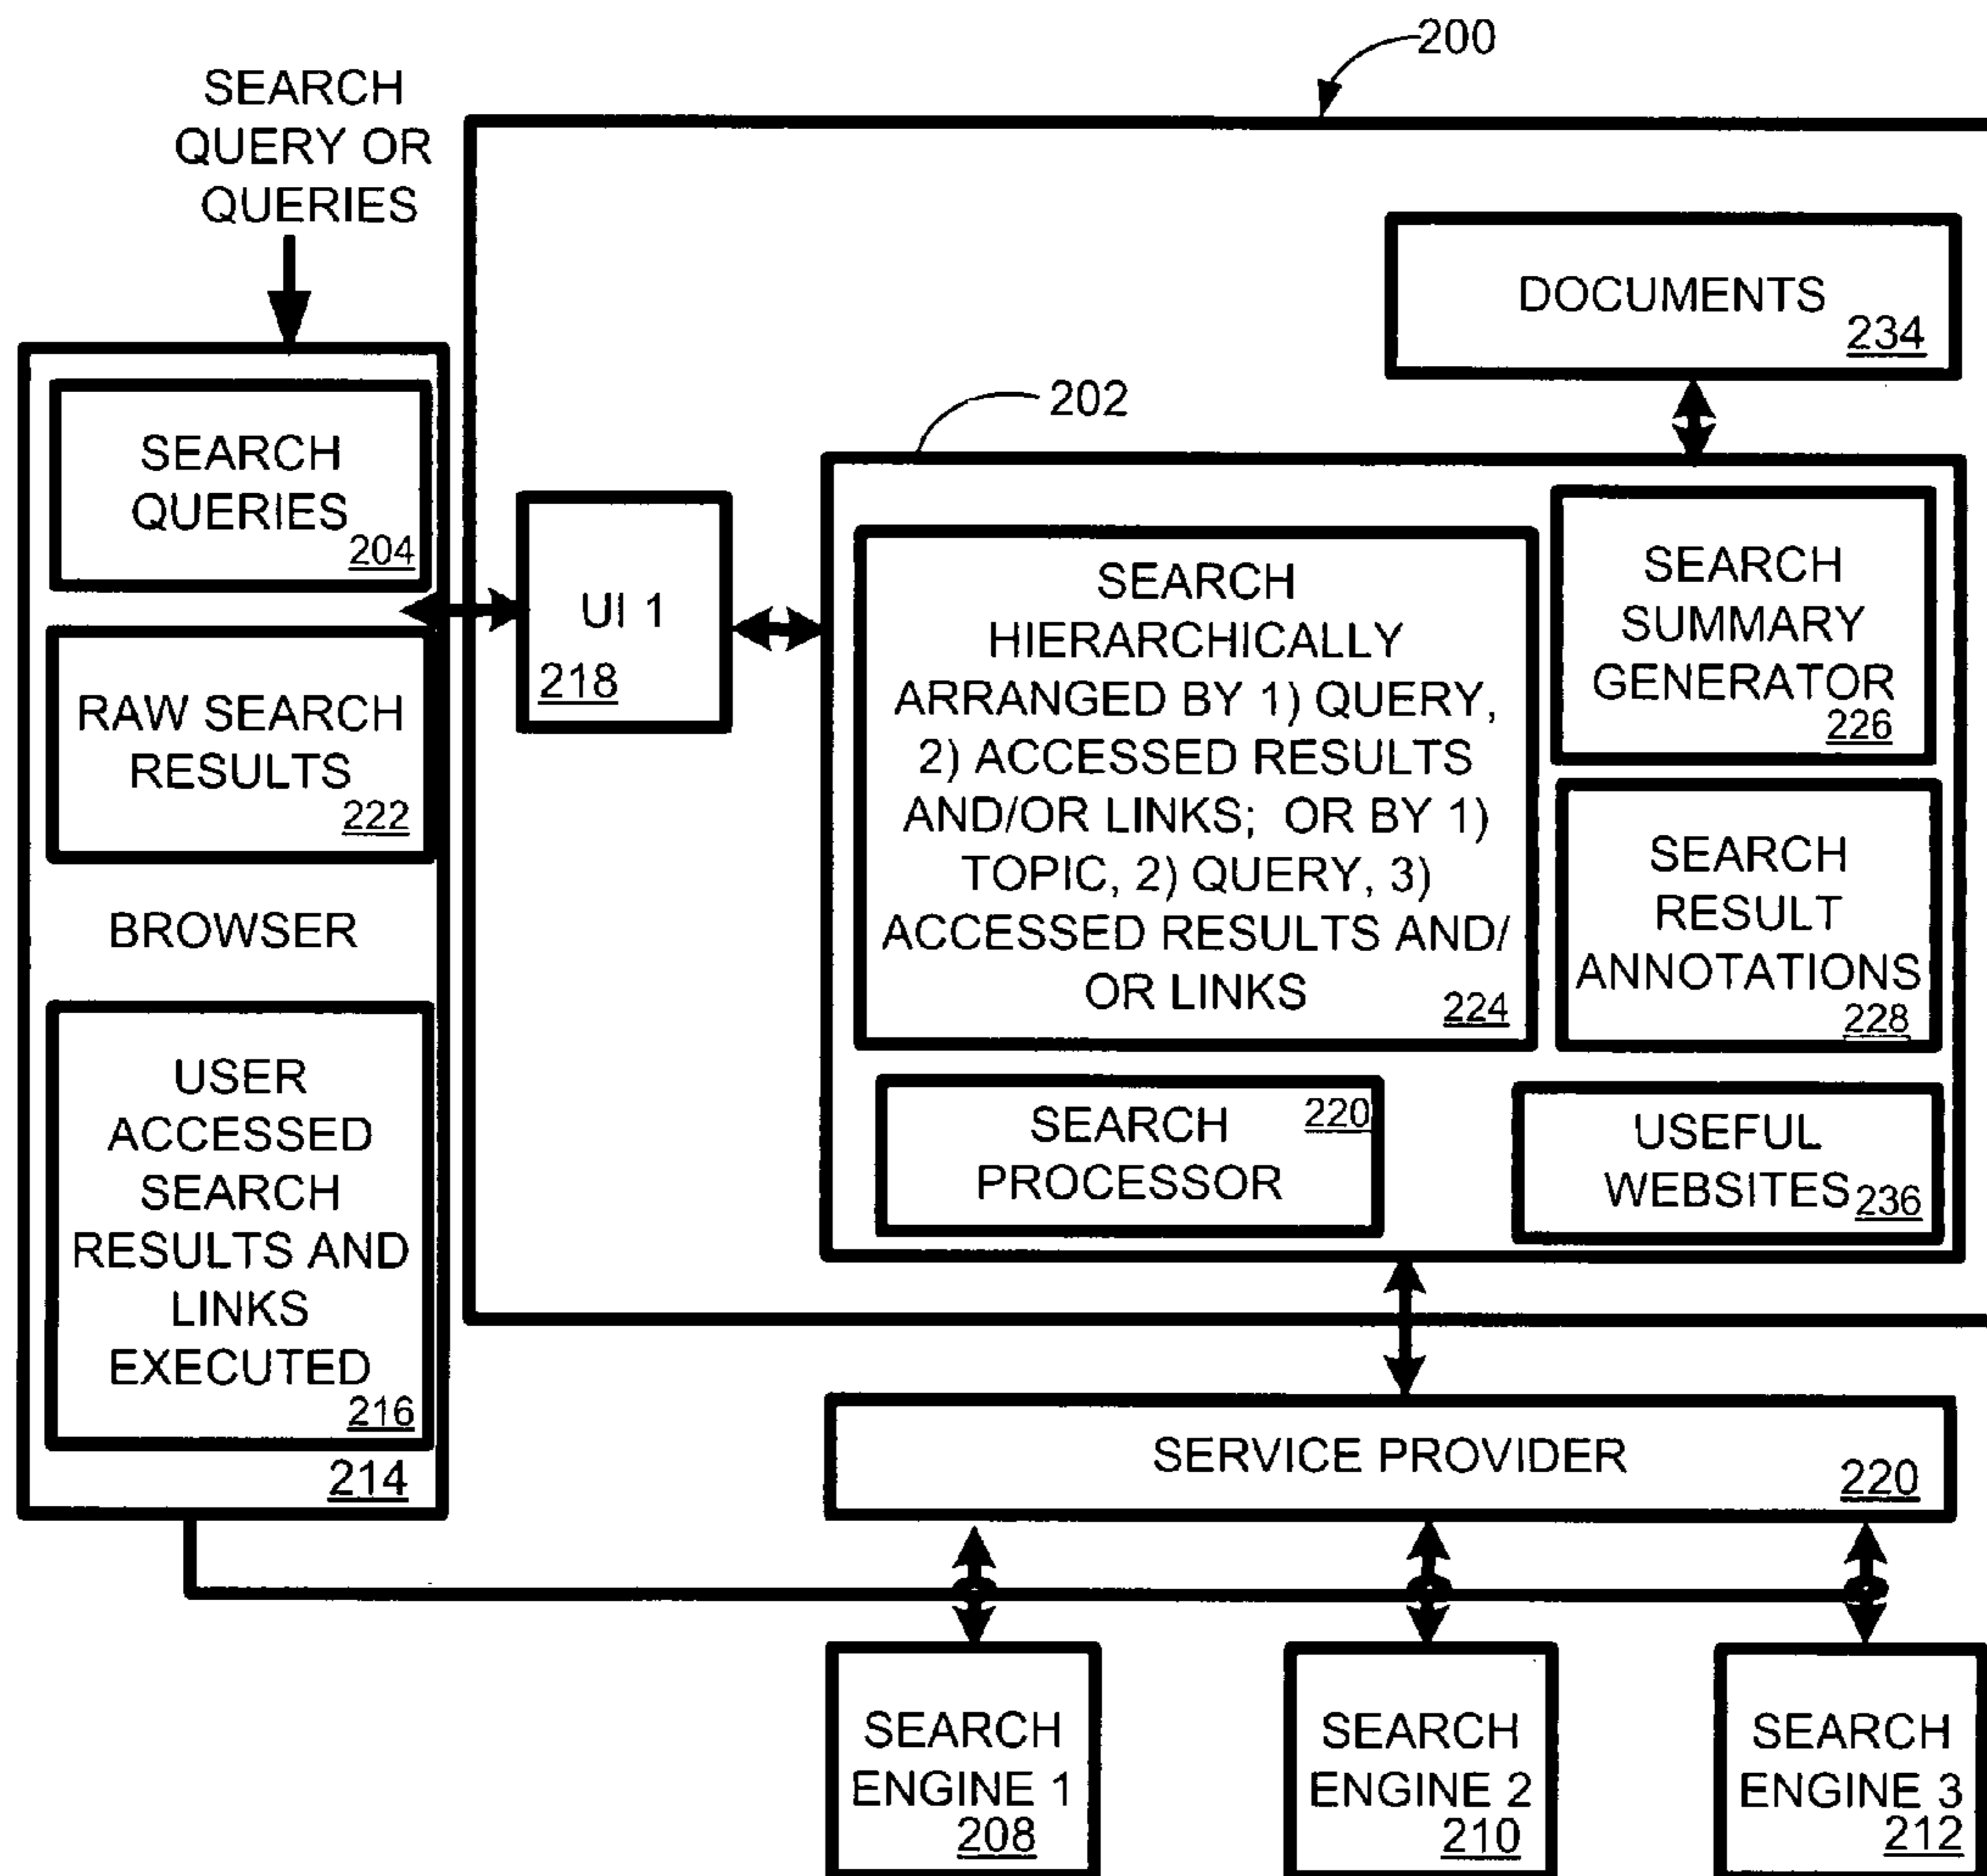 200
SEARCH
QUERY OR
QUERIES
DOCUMENTS
234
202
SEARCH
QUERIES
204
UI 1
218
RAW SEARCH
RESULTS
222
BROWSER
USER
ACCESSED
SEARCH
RESULTS AND
LINKS
EXECUTED
216
214
SEARCH
HIERARCHICALLY
ARRANGED BY 1) QUERY,
2) ACCESSED RESULTS
AND/OR LINKS; OR BY 1)
TOPIC, 2) QUERY, 3)
ACCESSED RESULTS AND/
OR LINKS
224
SEARCH
SUMMARY
GENERATOR
226
SEARCH
RESULT
ANNOTATIONS
228
SEARCH
PROCESSOR
220
USEFUL
WEBSITES
236
SERVICE PROVIDER
220
SEARCH
ENGINE 1
208
SEARCH
ENGINE 2
210
SEARCH
ENGINE 3
212